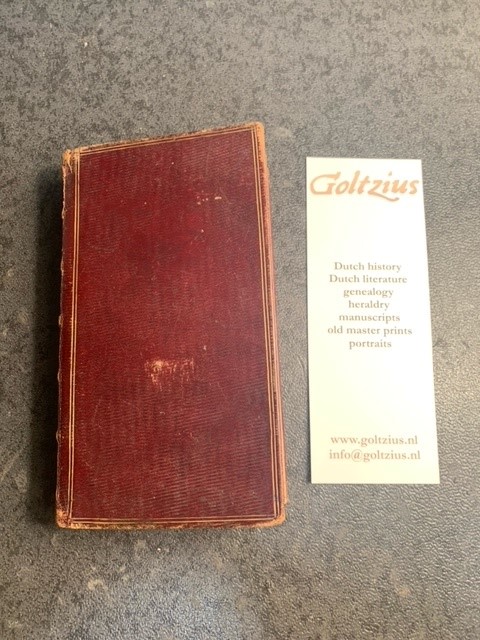 Goltzius
Dutch history
Dutch literature
genealogy
heraldry
manuscripts
old master prints
portraits
www.goltzius.nl
info@goltzius.nl